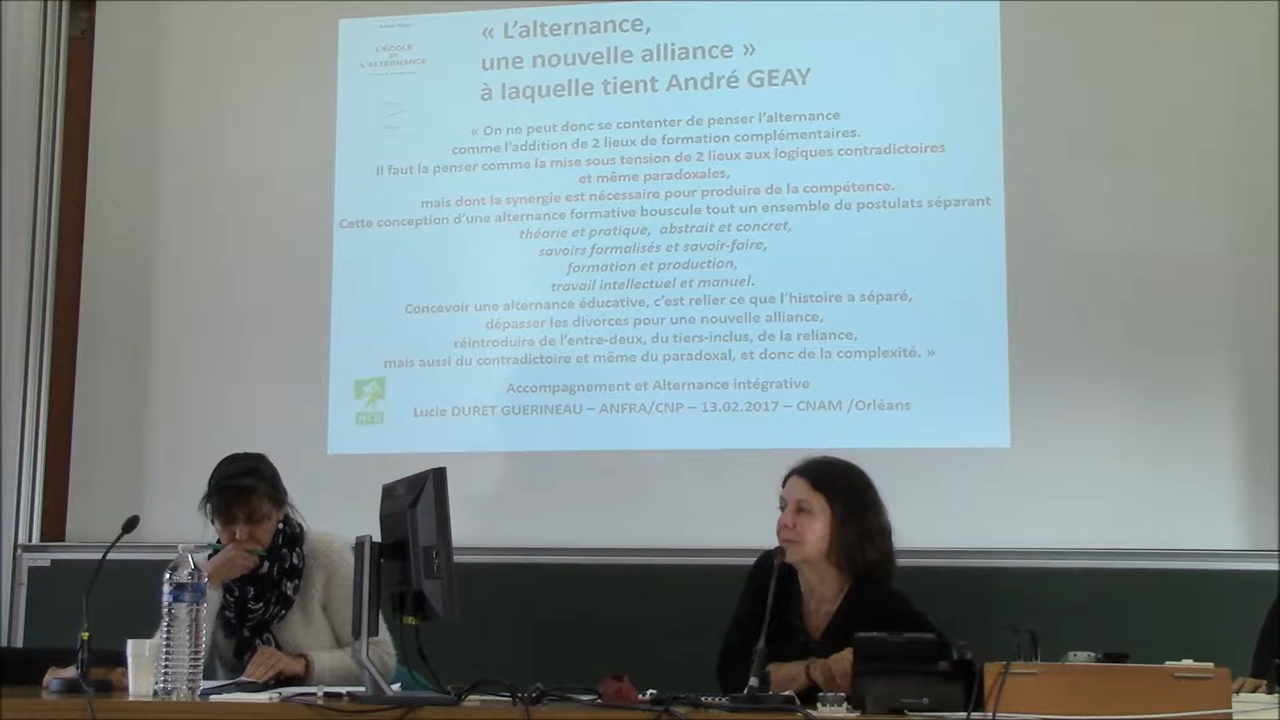 L'ÉCOLE
DE
L'ALTERNANCE
« L'alternance,
une nouvelle alliance »
à laquelle tient André GEAY
« On ne peut donc se contenter de penser l'alternance
comme l'addition de 2 lieux de formation complémentaires.
Il faut la penser comme la mise sous tension de 2 lieux aux logiques contradictoires
et même paradoxales,
mais dont la synergie est nécessaire pour produire de la compétence.
Cette conception d'une alternance formative bouscule tout un ensemble de postulats séparant
théorie et pratique, abstrait et concret,
savoirs formalisés et savoir-faire,
formation et production,
travail intellectuel et manuel.
Concevoir une alternance éducative, c'est relier ce que l'histoire a séparé,
dépasser les divorces pour une nouvelle alliance,
réintroduire de l'entre-deux, du tiers-inclus, de la reliance,
mais aussi du contradictoire et même du paradoxal, et donc de la complexité. »
Accompagnement et Alternance intégrative
MFR
Lucie DURET GUERINEAU – ANFRA/CNP – 13.02.2017 – CNAM /Orléans